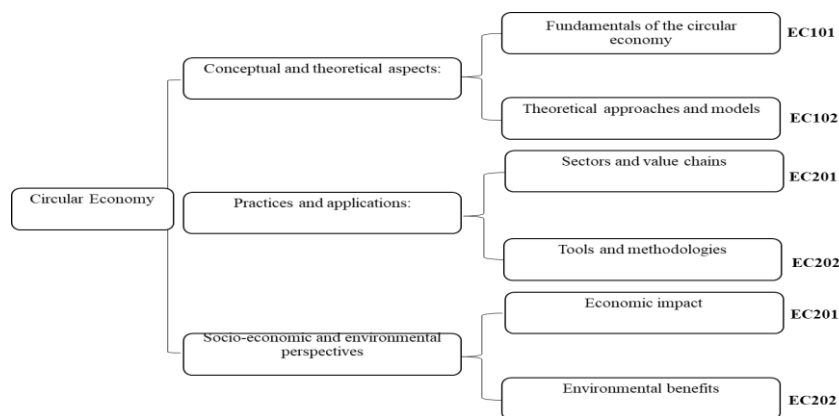 Circular Economy
Conceptual and theoretical aspects:
Fundamentals of the circular
economy
EC101
Theoretical approaches and models
EC102
Practices and applications:
Sectors and value chains
EC201
Tools and methodologies
EC202
Socio-economic and environmental
perspectives
Economic impact
EC201
Environmental benefits
EC202